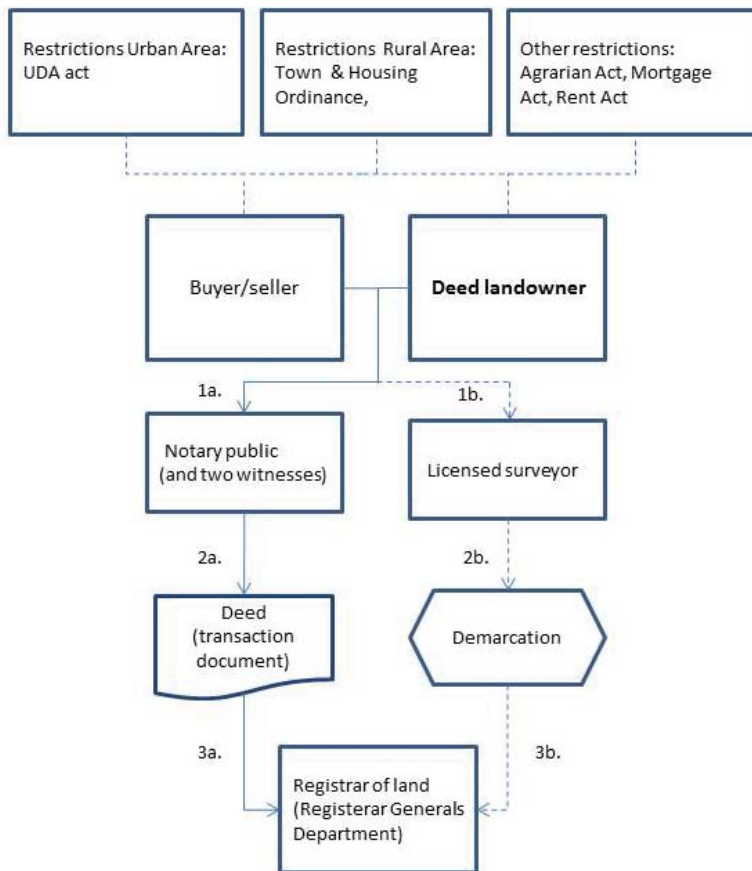 Restrictions Urban Area:
UDA act
Restrictions Rural Area:
Town & Housing
Ordinance,
Other restrictions:
Agrarian Act, Mortgage
Act, Rent Act
Buyer/seller
Deed landowner
1a.
1b.
Notary public
(and two witnesses)
Licensed surveyor
2a.
2b.
Deed
(transaction
document)
Demarcation
3a.
3b.
Registrar of land
(Registerar Generals
Department)